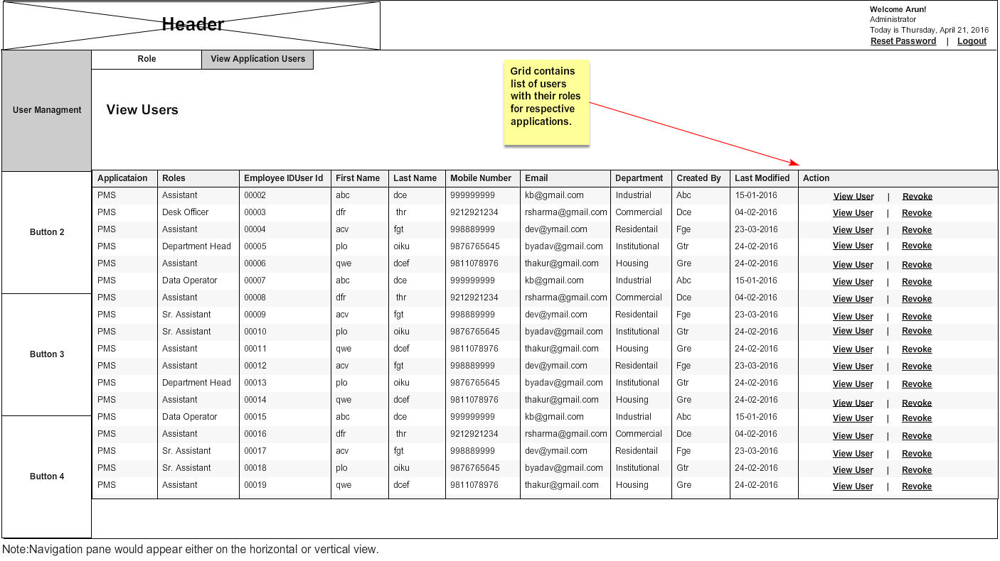 Header
Welcome Arun!
Administrator
Today is Thursday, April 21, 2016
Reset Password | Logout
Role View Application Users
User Managment
View Users
Grid contains
list of users
with their roles
for respective
applications.
Applicataion Roles Employee IDUser Id First Name Last Name Mobile Number Email Department Created By Last Modified Action
PMS Assistant 00002 abc dce 999999999 kb@gmail.com Industrial Abc 15-01-2016 View User | Revoke
PMS Desk Officer 00003 dfr thr 9212921234 rsharma@gmail.com Commercial Dce 04-02-2016 View User | Revoke
PMS Assistant 00004 acv fgt 998889999 dev@ymail.com Residentail Fge 23-03-2016 View User | Revoke
PMS Department Head 00005 plo oiku 9876765645 byadav@gmail.com Institutional Gtr 24-02-2016 View User | Revoke
PMS Assistant 00006 qwe dcef 9811078976 thakur@gmail.com Housing Gre 24-02-2016 View User | Revoke
PMS Data Operator 00007 abc dce 999999999 kb@gmail.com Industrial Abc 15-01-2016 View User | Revoke
PMS Assistant 00008 dfr thr 9212921234 rsharma@gmail.com Commercial Dce 04-02-2016 View User | Revoke
PMS Sr. Assistant 00009 acv fgt 998889999 dev@ymail.com Residentail Fge 23-03-2016 View User | Revoke
PMS Sr. Assistant 00010 plo oiku 9876765645 byadav@gmail.com Institutional Gtr 24-02-2016 View User | Revoke
PMS Assistant 00011 qwe dcef 9811078976 thakur@gmail.com Housing Gre 24-02-2016 View User | Revoke
PMS Assistant 00012 acv fgt 998889999 dev@ymail.com Residentail Fge 23-03-2016 View User | Revoke
PMS Department Head 00013 plo oiku 9876765645 byadav@gmail.com Institutional Gtr 24-02-2016 View User | Revoke
PMS Assistant 00014 qwe dcef 9811078976 thakur@gmail.com Housing Gre 24-02-2016 View User | Revoke
PMS Data Operator 00015 abc dce 999999999 kb@gmail.com Industrial Abc 15-01-2016 View User | Revoke
PMS Assistant 00016 dfr thr 9212921234 rsharma@gmail.com Commercial Dce 04-02-2016 View User | Revoke
PMS Sr. Assistant 00017 acv fgt 998889999 dev@ymail.com Residentail Fge 23-03-2016 View User | Revoke
PMS Sr. Assistant 00018 plo oiku 9876765645 byadav@gmail.com Institutional Gtr 24-02-2016 View User | Revoke
PMS Assistant 00019 qwe dcef 9811078976 thakur@gmail.com Housing Gre 24-02-2016 View User | Revoke
Button 2
Button 3
Button 4
Note:Navigation pane would appear either on the horizontal or vertical view.